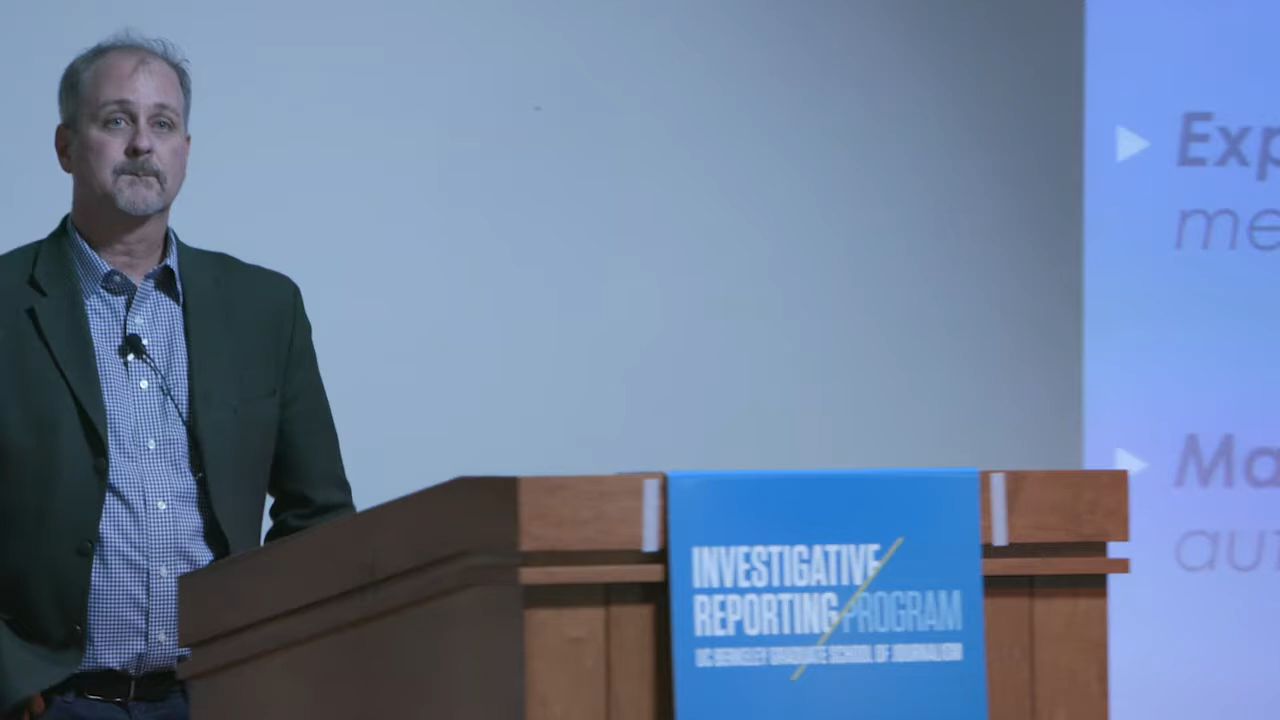 INVESTIGATIVE
REPORTING PROGRAM
UC BERKELEY GRADUATE SCHOOL OF JOURNALISM